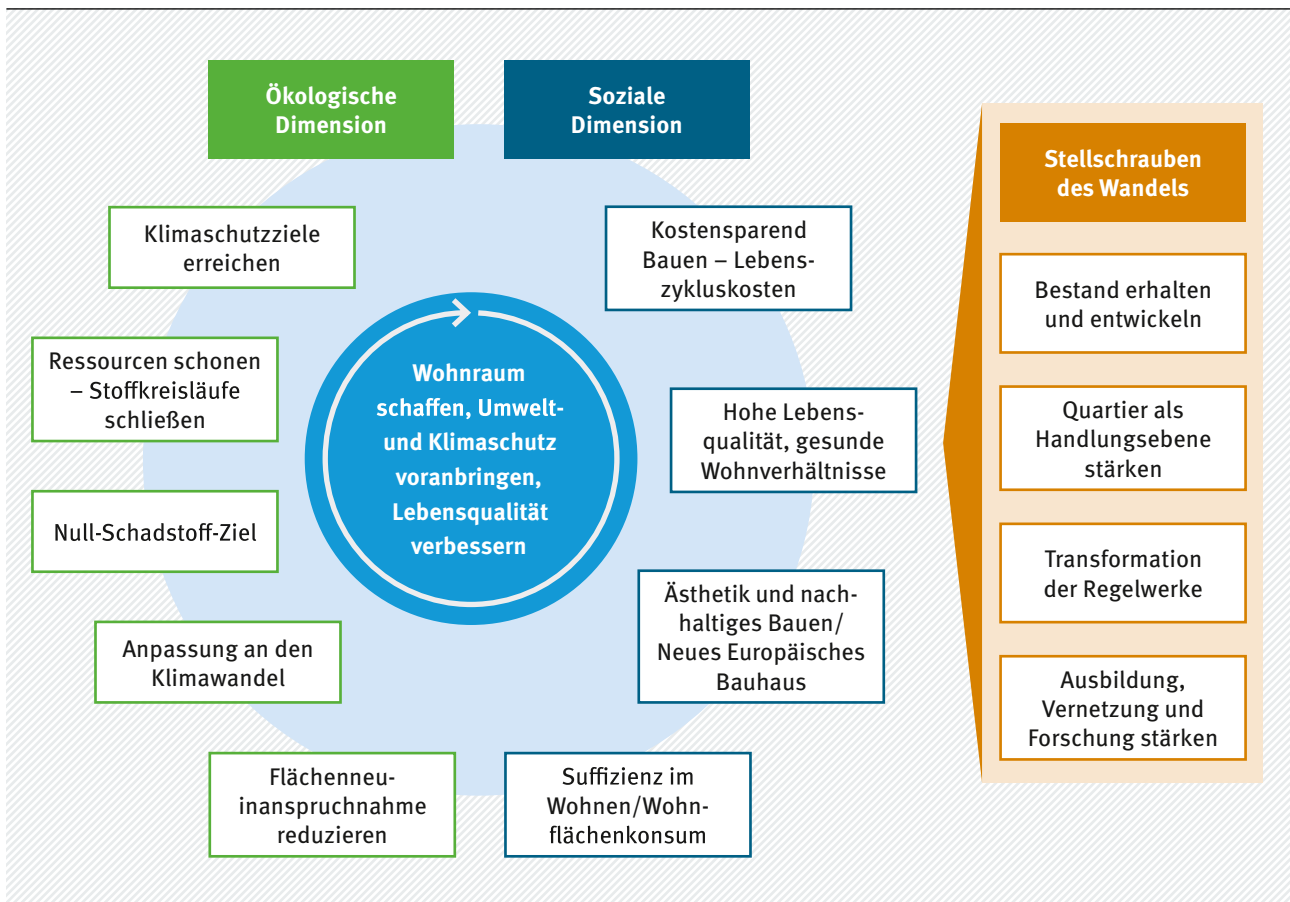 Ökologische
Dimension
Klimaschutzziele
erreichen
Ressourcen schonen
– Stoffkreisläufe
schließen
Null-Schadstoff-Ziel
Anpassung an den
Klimawandel
Flächenneu-
inanspruchnahme
reduzieren
Wohnraum
schaffen, Umwelt-
und Klimaschutz
voranbringen,
Lebensqualität
verbessern
Soziale
Dimension
Kostensparend
Bauen – Lebens-
zykluskosten
Hohe Lebens-
qualität, gesunde
Wohnverhältnisse
Ästhetik und nach-
haltiges Bauen/
Neues Europäisches
Bauhaus
Suffizienz im
Wohnen/Wohn-
flächenkonsum
Stellschrauben
des Wandels
Bestand erhalten
und entwickeln
Quartier als
Handlungsebene
stärken
Transformation
der Regelwerke
Ausbildung,
Vernetzung und
Forschung stärken